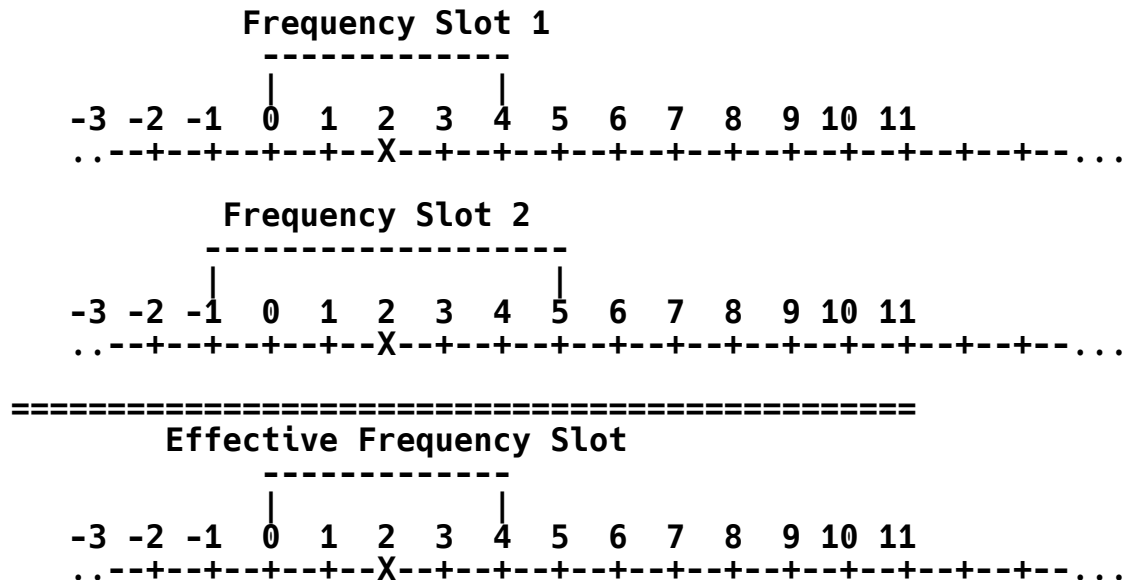 Frequency Slot 1
             -------------
             |           |
   -3 -2 -1  0  1  2  3  4  5  6  7  8  9 10 11
   ..--+--+--+--+--X--+--+--+--+--+--+--+--+--+--+--+--...
           Frequency Slot 2
          -------------------
          |                 |
   -3 -2 -1  0  1  2  3  4  5  6  7  8  9 10 11
   ..--+--+--+--+--X--+--+--+--+--+--+--+--+--+--+--+--...
===============================================
        Effective Frequency Slot
             -------------
             |           |
   -3 -2 -1  0  1  2  3  4  5  6  7  8  9 10 11
   ..--+--+--+--+--X--+--+--+--+--+--+--+--+--+--+--+--...